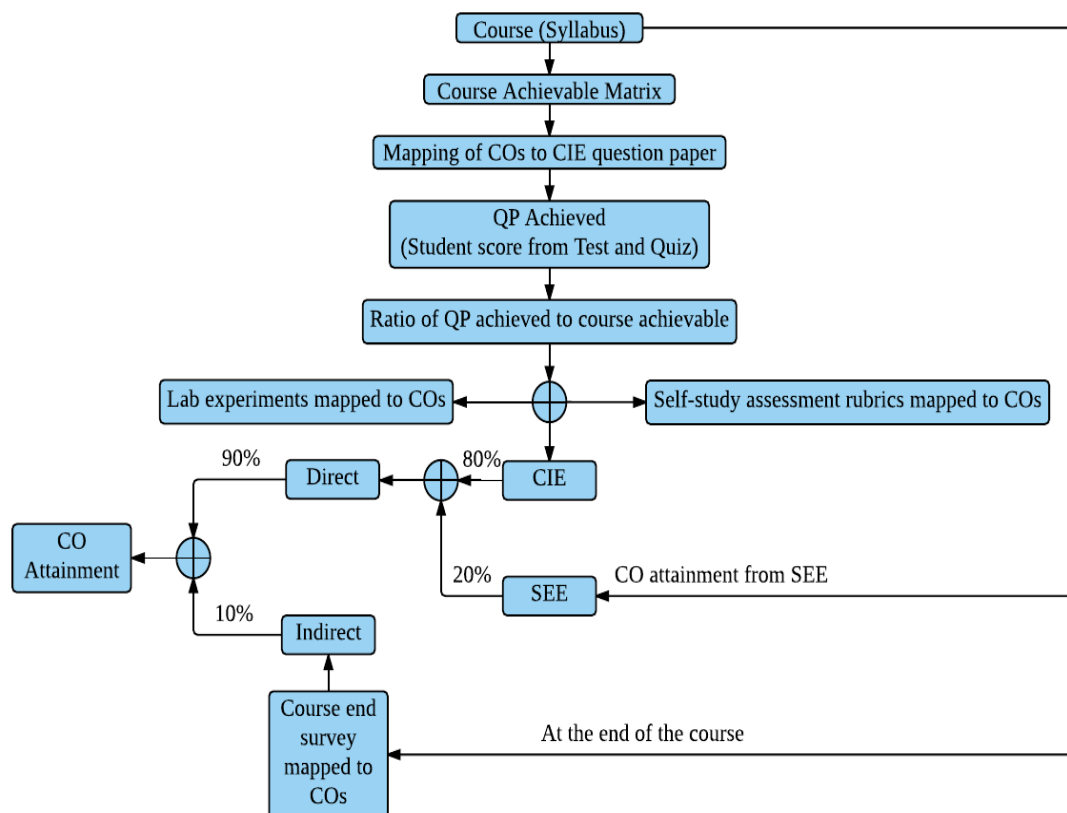 Course (Syllabus)
Course Achievable Matrix
Mapping of COs to CIE question paper
QP Achieved
(Student score from Test and Quiz)
Ratio of QP achieved to course achievable
Lab experiments mapped to COs
Self-study assessment rubrics mapped to COs
90%
Direct
80%
CIE
CO
Attainment
20%
SEE
CO attainment from SEE
10%
Indirect
Course end
survey
mapped to
COs
At the end of the course